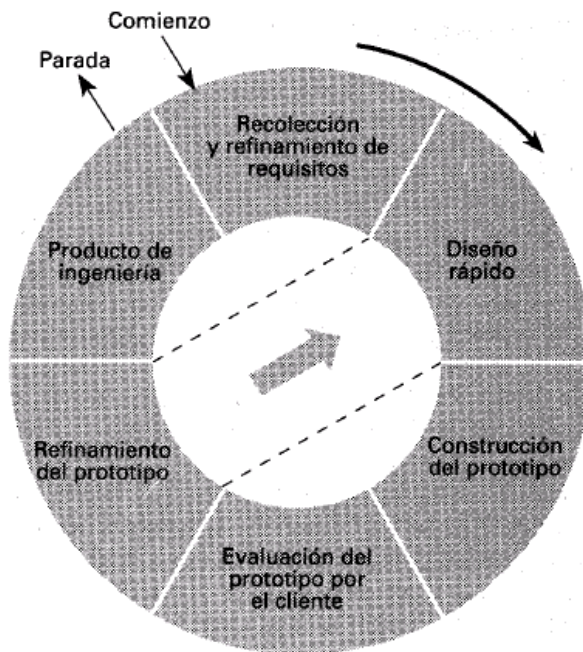 Comienzo
Parada
Recolección
y refinamiento de
requisitos
Diseño
rápido
Construcción
del prototipo
Evaluación del
prototipo por
el cliente
Refinamiento
del prototipo
Producto de
ingeniería